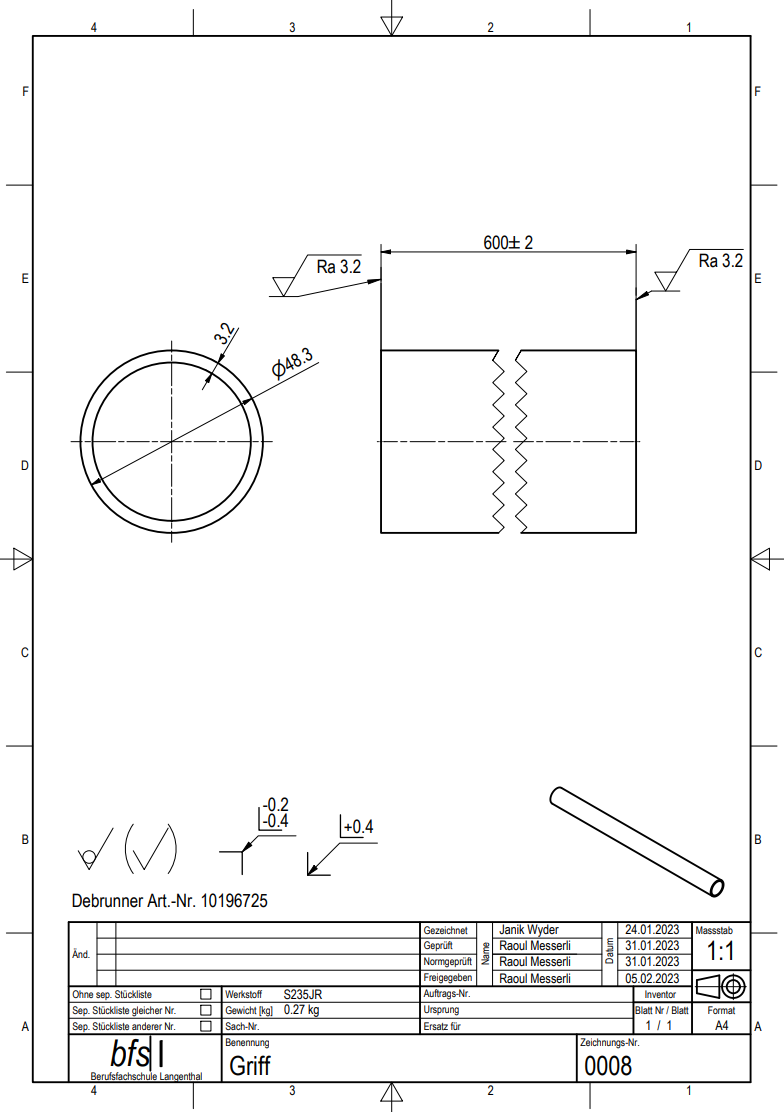 4 3 2 1
F F
600± 2
Ra 3.2 Ra 3.2
E E
3.2
Ø48.3
D D
C C
-0.2
-0.4
+0.4
B B
Debrunner Art.-Nr. 10196725
Änd.
Gezeichnet Name Janik Wyder Datum 24.01.2023
Geprüft Raoul Messerli 31.01.2023
Normgeprüft Raoul Messerli 31.01.2023
Freigegeben Raoul Messerli 05.02.2023
Massstab
1:1
Ohne sep. Stückliste
Sep. Stückliste gleicher Nr.
Sep. Stückliste anderer Nr.
Werkstoff S235JR
Gewicht [kg] 0.27 kg
Sach-Nr.
Auftrags-Nr.
Ursprung
Ersatz für
Inventor
Blatt Nr / Blatt
1 / 1
Format
A4
A A
bfsl
Berufsfachschule Langenthal
Benennung
Griff
Zeichnungs-Nr.
0008
4 3 2 1